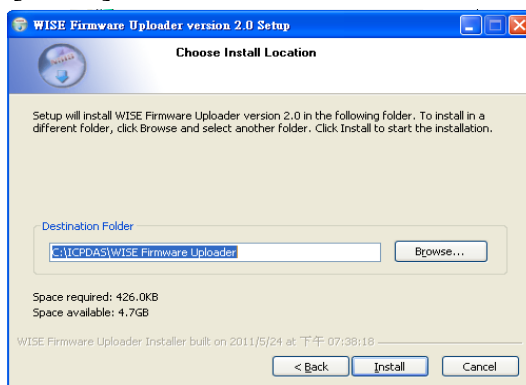 WISE Firmware Uploader version 2.0 Setup
Choose Install Location
Setup will install WISE Firmware Uploader version 2.0 in the following folder. To install in a
different folder, click Browse and select another folder. Click Install to start the installation.
Destination Folder
C:\ICPDAS\WISE Firmware Uploader
Browse...
Space required: 426.0KB
Space available: 4.7GB
WISE Firmware Uploader Installer built on 2011/5/24 at 下午 07:38:18
< Back
Install
Cancel